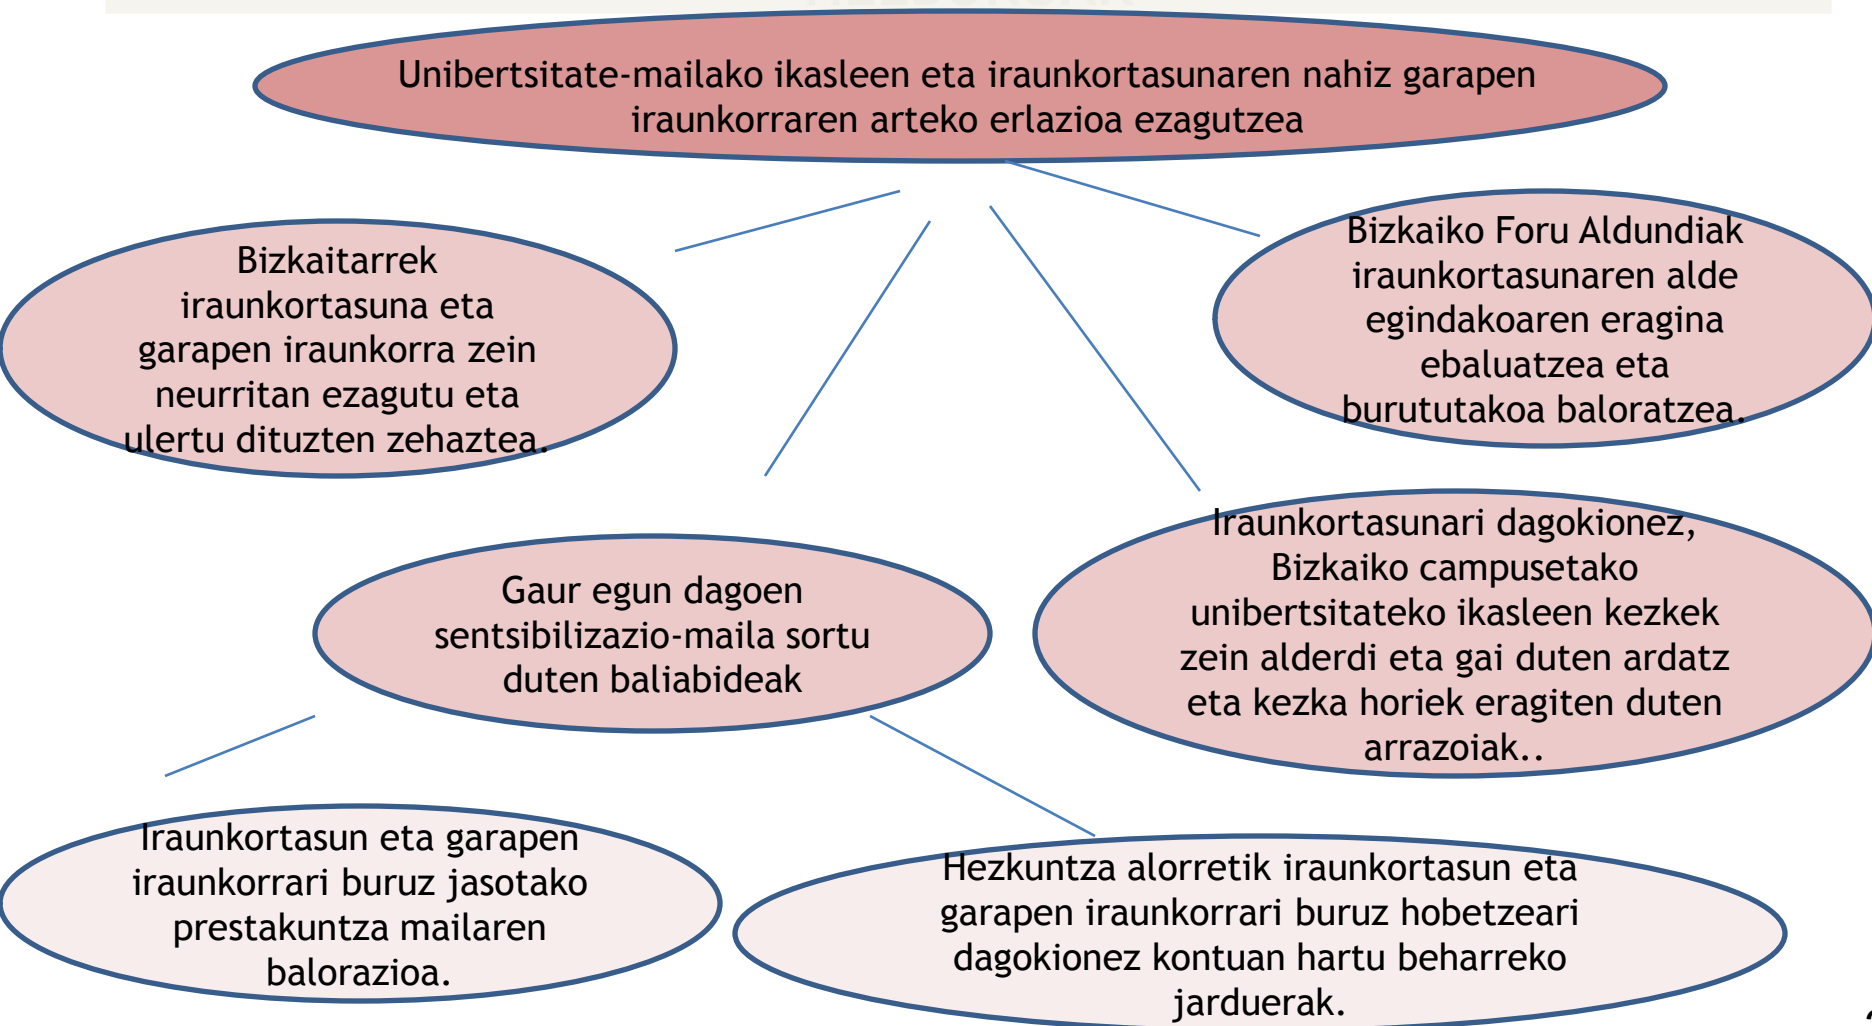 Unibertsitate-mailako ikasleen eta iraunkortasunaren nahiz garapen
iraunkorraren arteko erlazioa ezagutzea
Bizkaitarrek
iraunkortasuna eta
garapen iraunkorra zein
neurritan ezagutu eta
ulertu dituzten zehaztea.
Bizkaiko Foru Aldundiak
iraunkortasunaren alde
egindakoaren eragina
ebaluatzea eta
burututakoa baloratzea.
Gaur egun dagoen
sentsibilizazio-maila sortu
duten baliabideak
Iraunkortasunari dagokionez,
Bizkaiko campusetako
unibertsitateko ikasleen kezkek
zein alderdi eta gai duten ardatz
eta kezka horiek eragiten duten
arrazoiak..
Iraunkortasun eta garapen
iraunkorrari buruz jasotako
prestakuntza mailaren
balorazioa.
Hezkuntza alorretik iraunkortasun eta
garapen iraunkorrari buruz hobetzeari
dagokionez kontuan hartu beharreko
jarduerak.